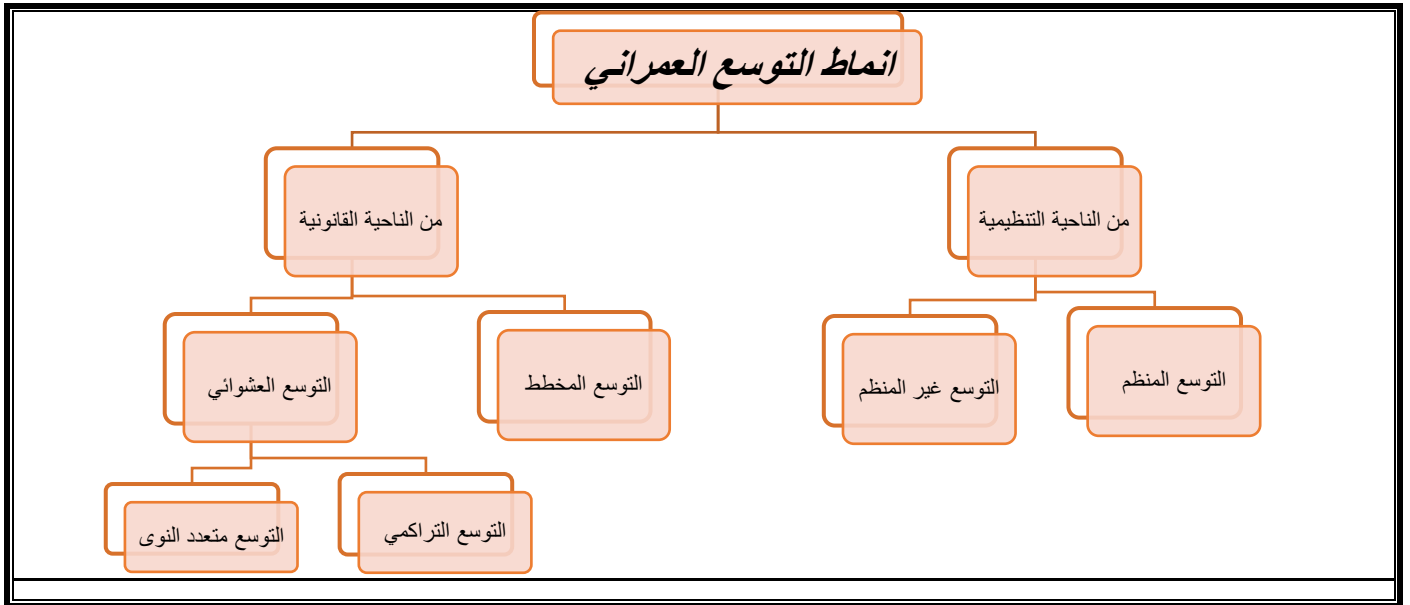 انماط التوسع العمراني
من الناحية التنظيمية
من الناحية القانونية
التوسع المنظم
التوسع غير المنظم
التوسع المخطط
التوسع العشوائي
التوسع التراكمي
التوسع متعدد النوى